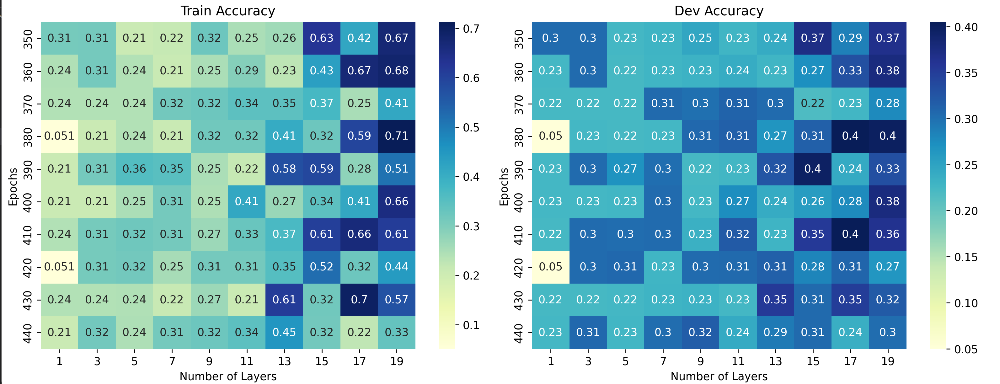 Train Accuracy
Epochs
350 0.31 0.31 0.21 0.22 0.32 0.25 0.26 0.63 0.42 0.67
360 0.24 0.31 0.24 0.21 0.25 0.29 0.23 0.43 0.67 0.68
370 0.24 0.24 0.24 0.32 0.32 0.34 0.35 0.37 0.25 0.41
380 0.051 0.21 0.24 0.21 0.32 0.32 0.41 0.32 0.59 0.71
390 0.21 0.31 0.36 0.35 0.25 0.22 0.58 0.59 0.28 0.51
400 0.21 0.21 0.25 0.31 0.25 0.41 0.27 0.34 0.41 0.66
410 0.24 0.31 0.32 0.31 0.27 0.33 0.37 0.61 0.66 0.61
420 0.051 0.31 0.32 0.25 0.31 0.31 0.35 0.52 0.32 0.44
430 0.24 0.24 0.24 0.22 0.27 0.21 0.61 0.32 0.7 0.57
440 0.21 0.32 0.24 0.31 0.32 0.34 0.45 0.32 0.22 0.33
1 3 5 7 9 11 13 15 17 19
Number of Layers
0.7
0.6
0.5
0.4
0.3
0.2
0.1
Dev Accuracy
Epochs
350 0.3 0.3 0.23 0.23 0.25 0.23 0.24 0.37 0.29 0.37
360 0.23 0.3 0.22 0.23 0.23 0.24 0.23 0.27 0.33 0.38
370 0.22 0.22 0.22 0.31 0.3 0.31 0.3 0.22 0.23 0.28
380 0.05 0.23 0.22 0.23 0.31 0.31 0.27 0.31 0.4 0.4
390 0.23 0.3 0.27 0.3 0.22 0.23 0.32 0.4 0.24 0.33
400 0.23 0.23 0.23 0.3 0.23 0.27 0.24 0.26 0.28 0.38
410 0.22 0.3 0.3 0.3 0.23 0.32 0.23 0.35 0.4 0.36
420 0.05 0.3 0.31 0.23 0.3 0.31 0.31 0.28 0.31 0.27
430 0.22 0.22 0.22 0.23 0.23 0.23 0.35 0.31 0.35 0.32
440 0.23 0.31 0.23 0.3 0.32 0.24 0.29 0.31 0.24 0.3
1 3 5 7 9 11 13 15 17 19
Number of Layers
0.40
0.35
0.30
0.25
0.20
0.15
0.10
0.05